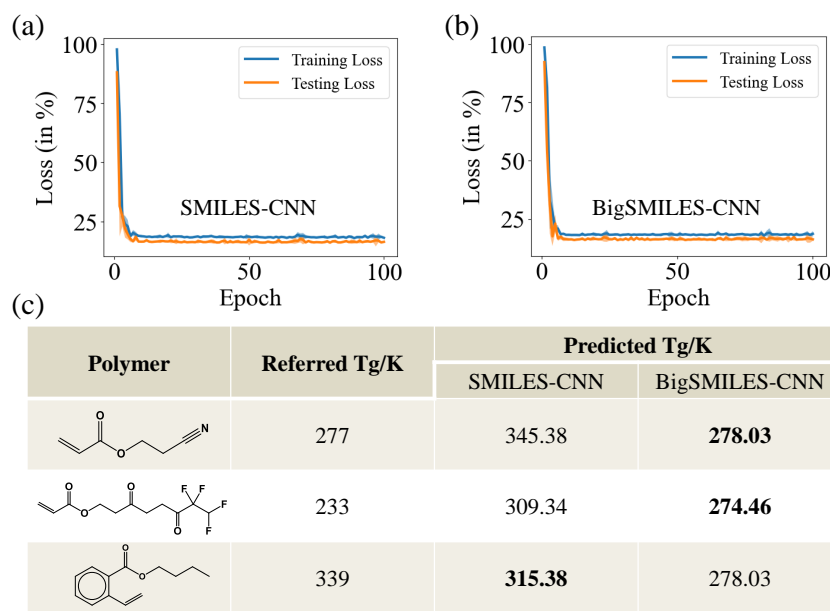 (a)
100
75
50
25
Loss (in %)
Training Loss
Testing Loss
SMILES-CNN
0
50
100
Epoch
(b)
100
75
50
25
Loss (in %)
Training Loss
Testing Loss
BigSMILES-CNN
0
50
100
Epoch
(c)
Polymer
Referred Tg/K
Predicted Tg/K
SMILES-CNN
BigSMILES-CNN
O
O
N
277
345.38
278.03
O
O
O
O
F
F
F
F
233
309.34
274.46
O
O
339
315.38
278.03